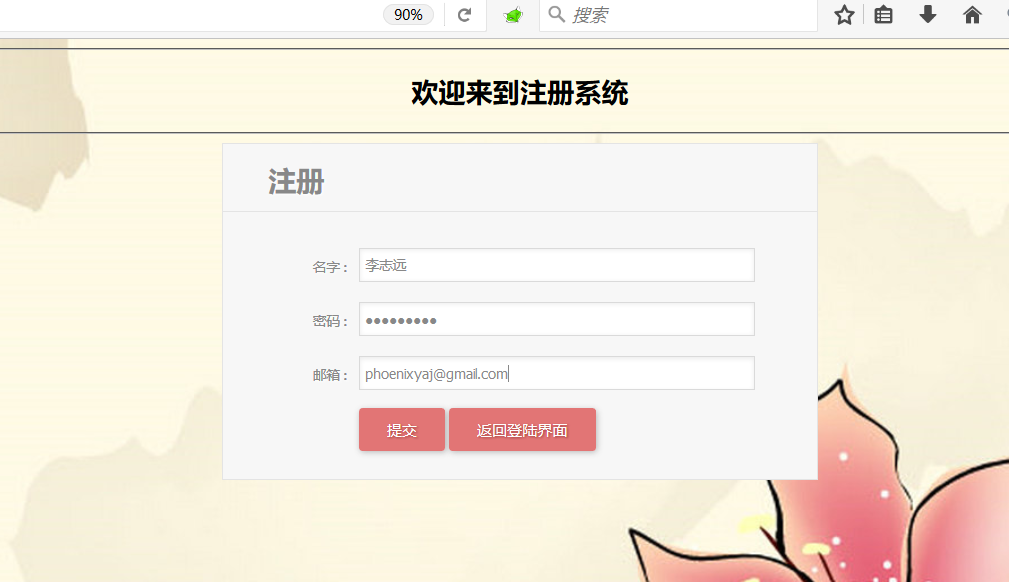 90% 搜索
欢迎来到注册系统
注册
名字： 李志远
密码： ●●●●●●●●●
邮箱： phoenixyaj@gmail.com
提交 返回登陆界面